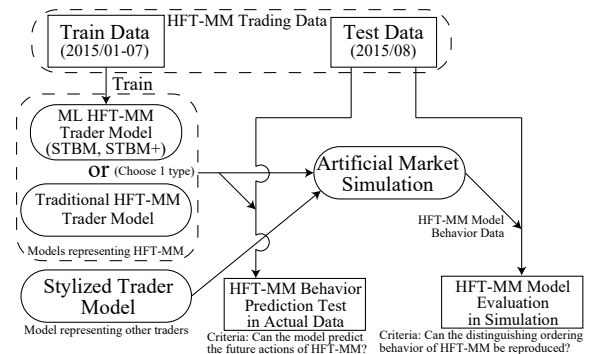 HFT-MM Trading Data
Train Data
(2015/01-07)
Test Data
(2015/08)
Train
ML HFT-MM
Trader Model
(STBM, STBM+)
or (Choose 1 type)
Traditional HFT-MM
Trader Model
Models representing HFT-MM
Artificial Market
Simulation
HFT-MM Model
Behavior Data
Stylized Trader
Model
Model representing other traders
HFT-MM Behavior
Prediction Test
in Actual Data
Criteria: Can the model predict
the future actions of HFT-MM?
HFT-MM Model
Evaluation
in Simulation
Criteria: Can the distinguishing ordering
behavior of HFT-MM be reproduced?